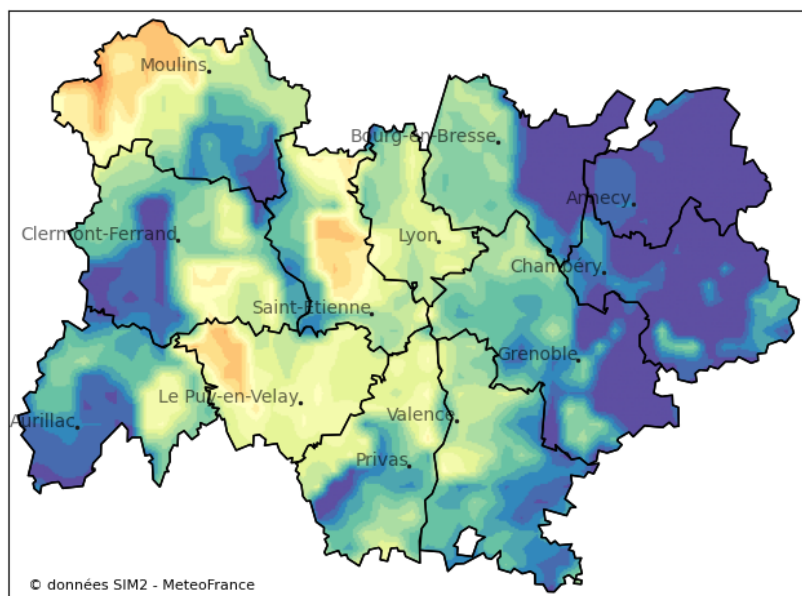 Moulins
Bourg-en-Bresse
Annecy
Clermont-Ferrand
Lyon
Chambéry
Saint-Etienne
Grenoble
Le Puy-en-Velay
Valence
Aurillac
Privas
© données SIM2 - MeteoFrance